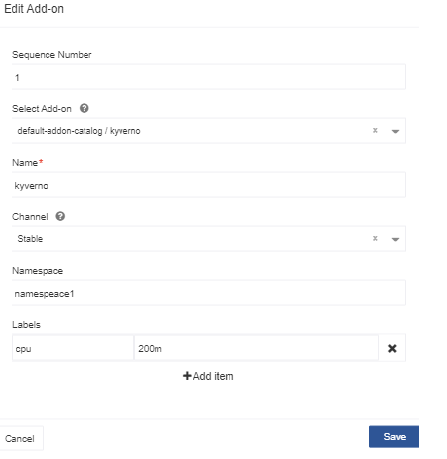 Edit Add-on
Sequence Number
1
Select Add-on ?
default-addon-catalog / kyverno x
Name*
kyverno
Channel ?
Stable x
Namespace
namespeace1
Labels
cpu 200m ✖
+Add item
Cancel Save